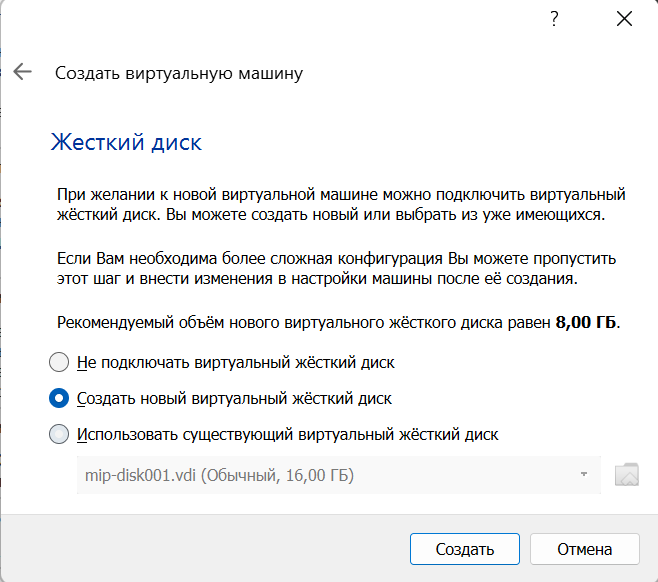 ?
Создать виртуальную машину
Жесткий диск
При желании к новой виртуальной машине можно подключить виртуальный
жёсткий диск. Вы можете создать новый или выбрать из уже имеющихся.
Если Вам необходима более сложная конфигурация Вы можете пропустить
этот шаг и внести изменения в настройки машины после её создания.
Рекомендуемый объём нового виртуального жёсткого диска равен 8,00 ГБ.
Не подключать виртуальный жёсткий диск
Создать новый виртуальный жёсткий диск
Использовать существующий виртуальный жёсткий диск
mip-disk001.vdi (Обычный, 16,00 ГБ)
Создать
Отмена